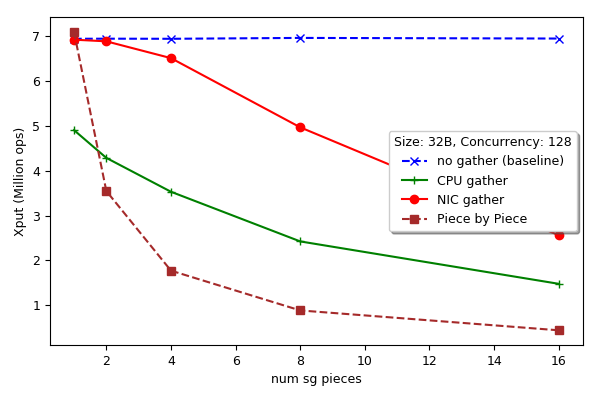 7
6
5
4
3
2
1
Xput (Million ops)
Size: 32B, Concurrency: 128
no gather (baseline)
CPU gather
NIC gather
Piece by Piece
2 4 6 8 10 12 14 16
num sg pieces